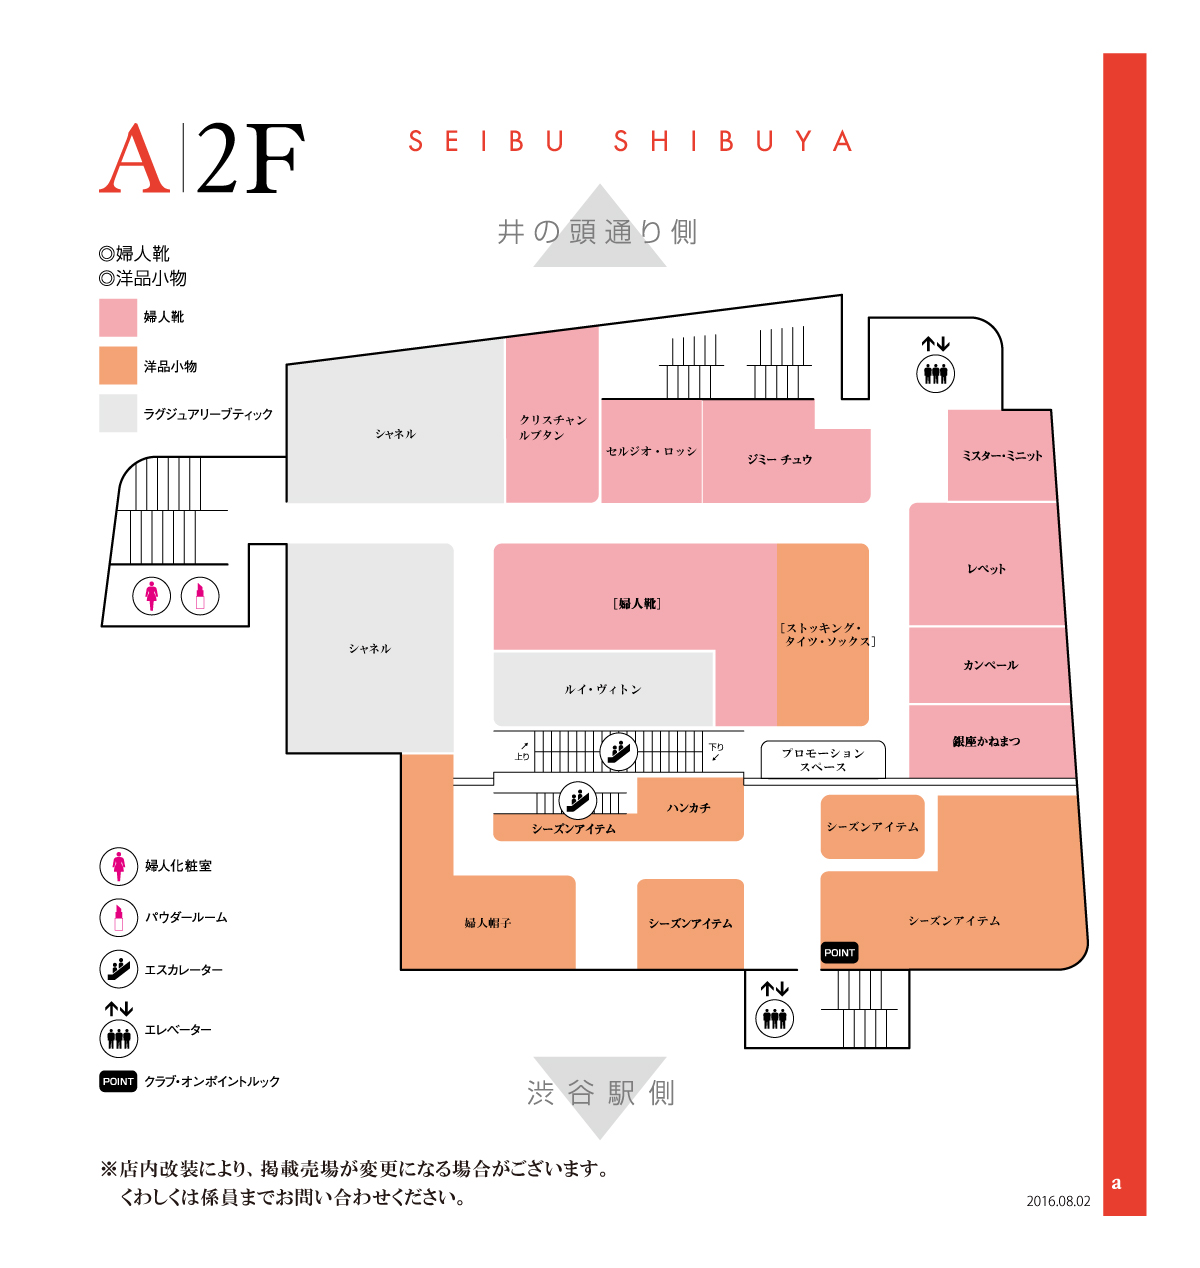 A|2F
SEIBU SHIBUYA
井の頭通り側
◎婦人靴
◎洋品小物
婦人靴
洋品小物
ラグジュアリーブティック
シャネル
クリスチャン
ルブタン
セルジオ・ロッシ
ジミー チュウ
ミスター・ミニット
レペット
[婦人靴]
[ストッキング・
タイツ・ソックス]
シャネル
ルイ・ヴィトン
カンペール
銀座かねまつ
上り
下り
プロモーション
スペース
ハンカチ
シーズンアイテム
シーズンアイテム
婦人帽子
シーズンアイテム
シーズンアイテム
POINT
婦人化粧室
パウダールーム
エスカレーター
エレベーター
POINT クラブ・オンポイントルック
渋谷駅側
※店内改装により、掲載売場が変更になる場合がございます。
くわしくは係員までお問い合わせください。
2016.08.02
a